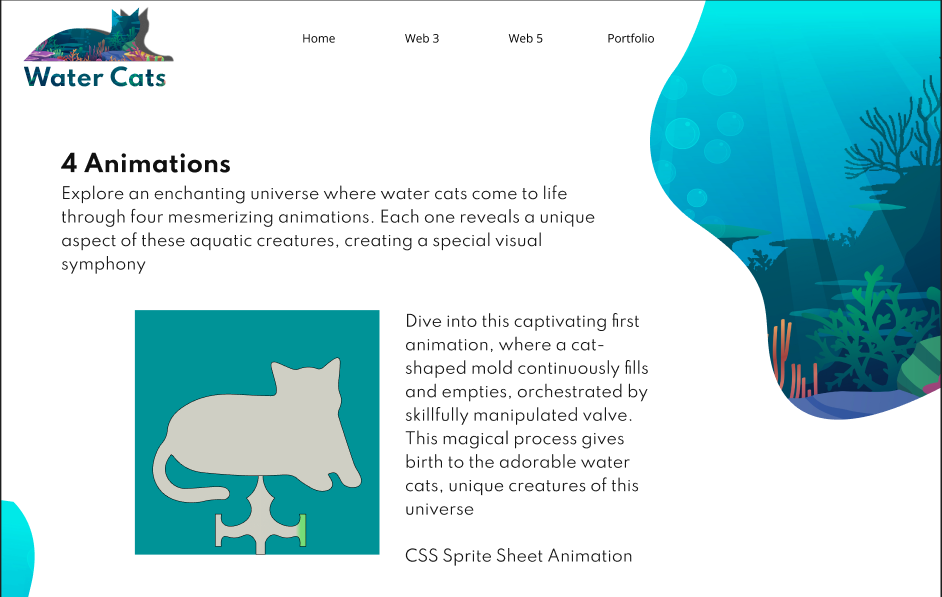 Water Cats
Home
Web 3
Web 5
Portfolio
4 Animations
Explore an enchanting universe where water cats come to life
through four mesmerizing animations. Each one reveals a unique
aspect of these aquatic creatures, creating a special visual
symphony
Dive into this captivating first
animation, where a cat-
shaped mold continuously fills
and empties, orchestrated by
skillfully manipulated valve.
This magical process gives
birth to the adorable water
cats, unique creatures of this
universe
CSS Sprite Sheet Animation